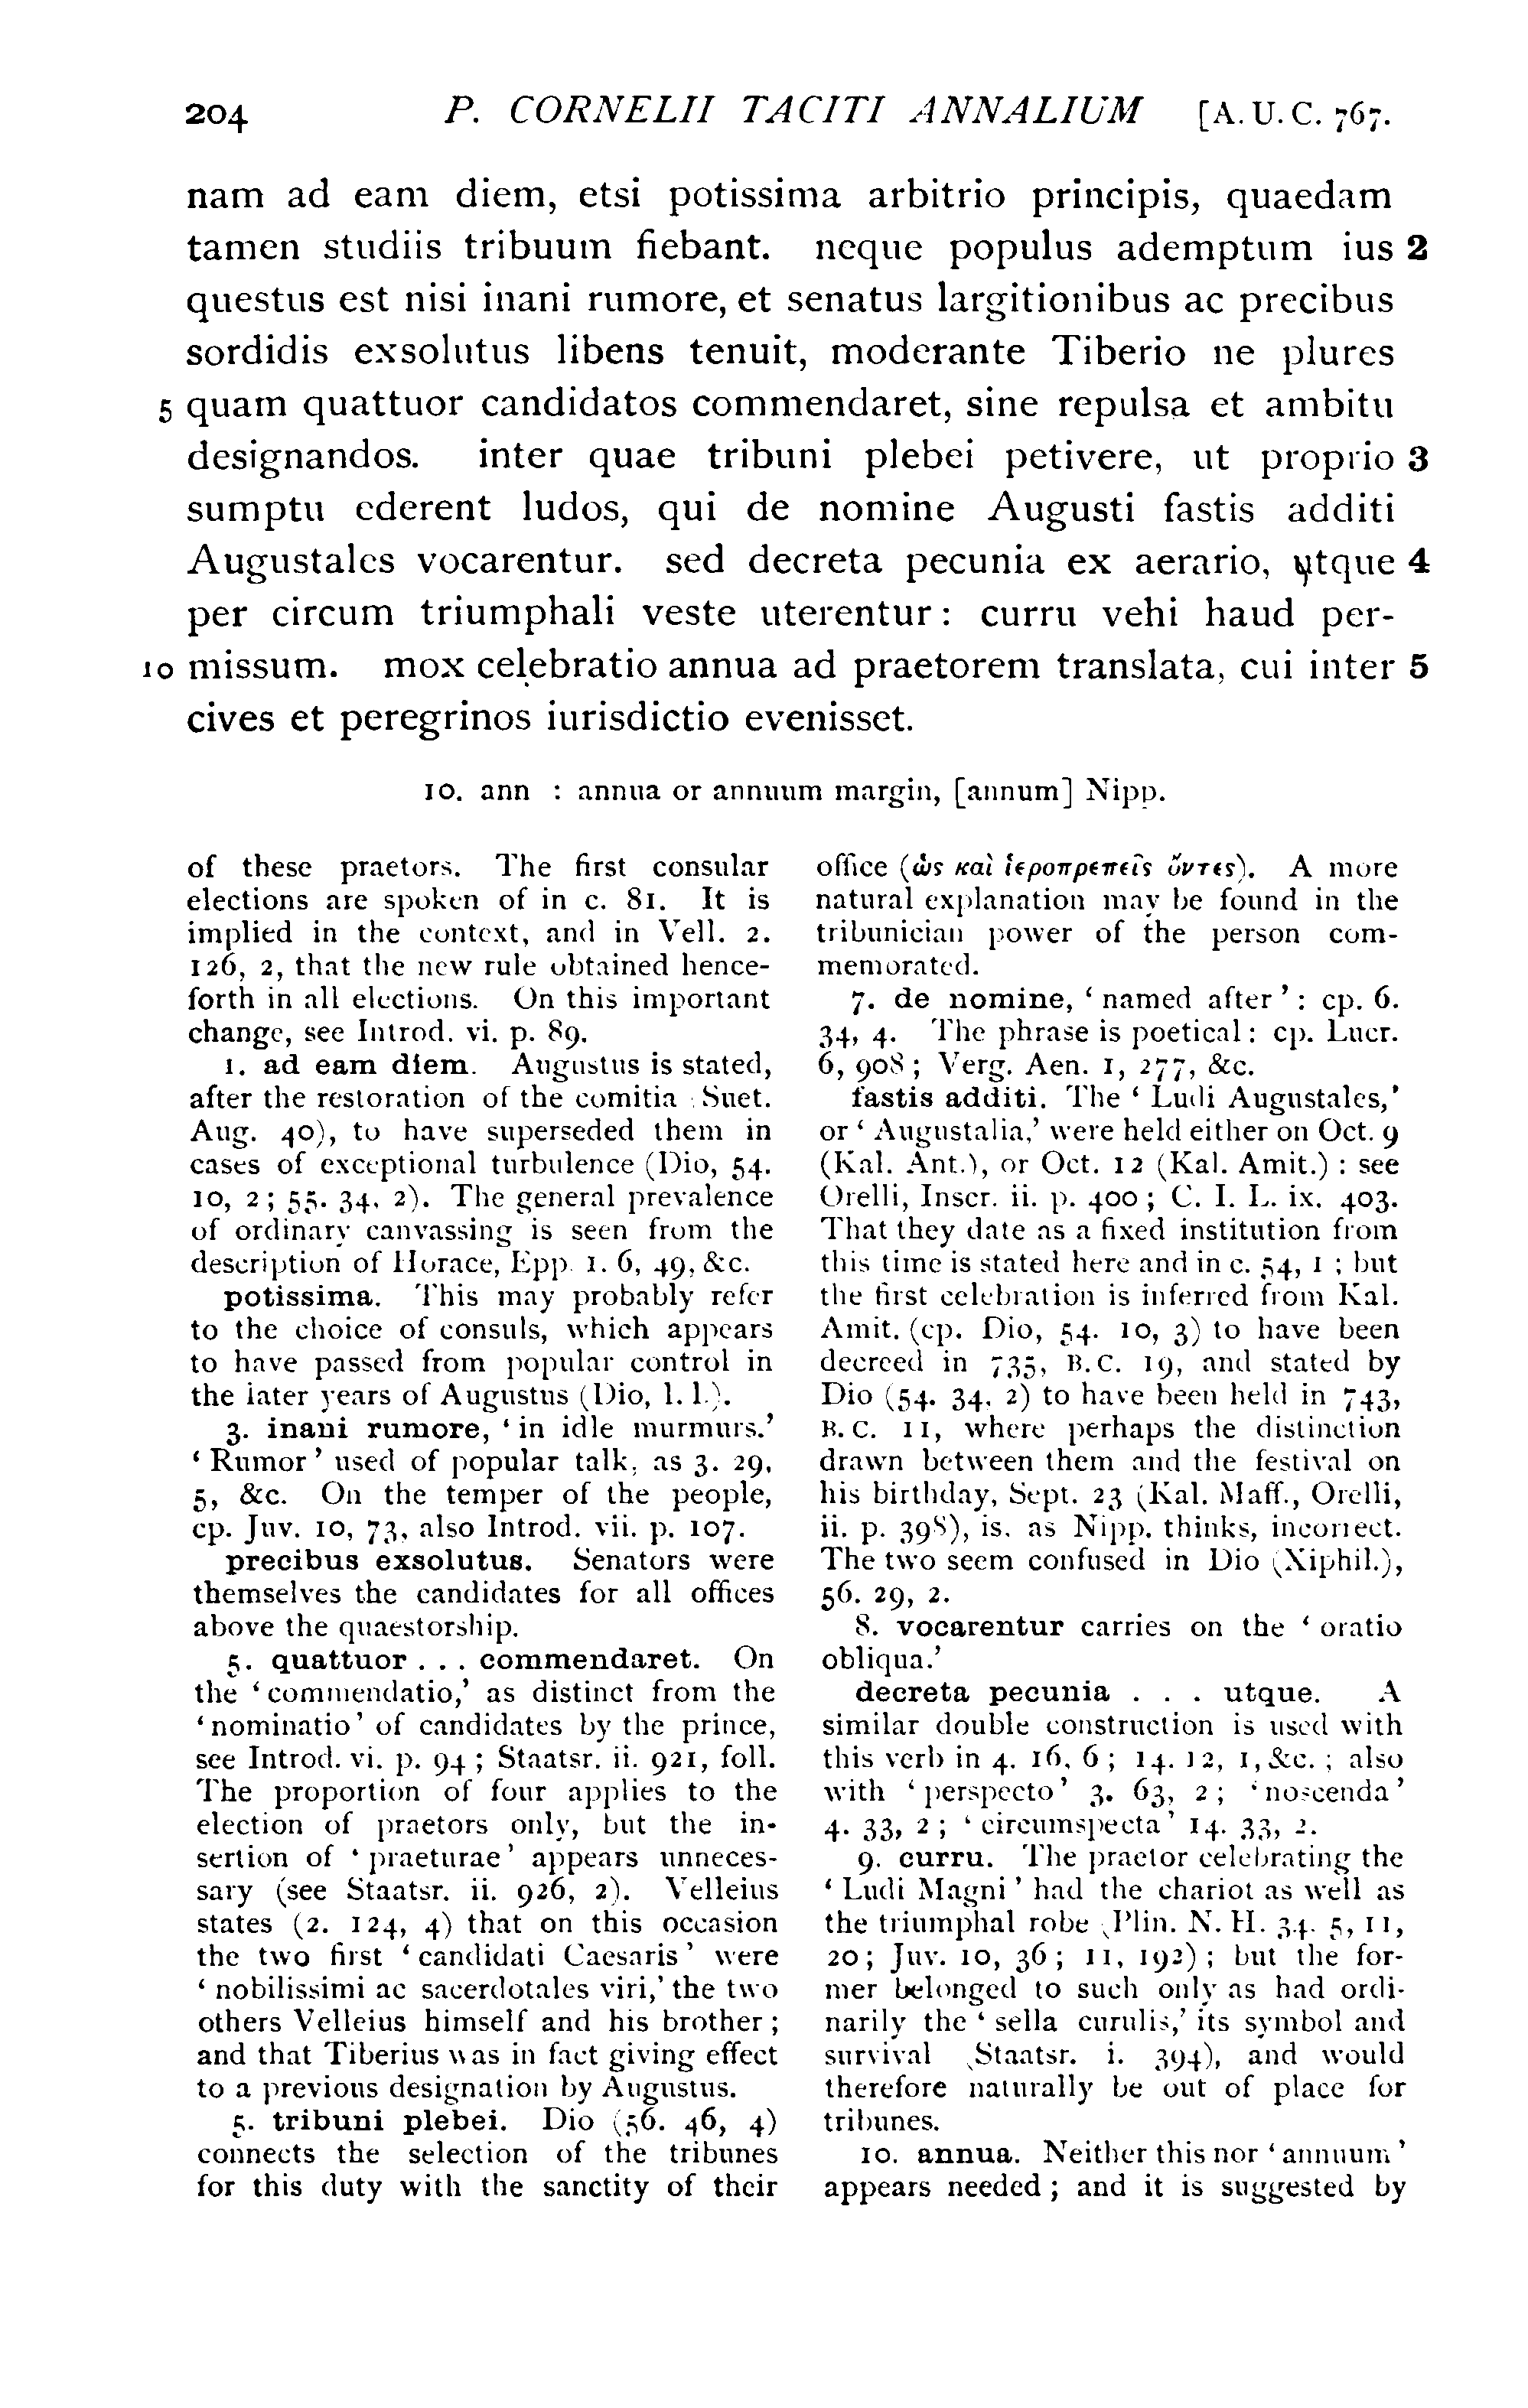 204 P. CORNELII TACITI ANNALIUM [A. U. C. 767.
nam ad eam diem, etsi potissima arbitrio principis, quaedam
tamen studiis tribuum fiebant. neque populus ademptum ius 2
questus est nisi inani rumore, et senatus largitionibus ac precibus
sordidis exsolutus libens tenuit, moderante Tiberio ne plures
5 quam quattuor candidatos commendaret, sine repulsa et ambitu
designandos. inter quae tribuni plebei petivere, ut proprio 3
sumptu ederent ludos, qui de nomine Augusti fastis additi
Augustales vocarentur. sed decreta pecunia ex aerario, utque 4
per circum triumphali veste uterentur: curru vehi haud per-
10 missum. mox celebratio annua ad praetorem translata, cui inter 5
cives et peregrinos iurisdictio evenisset.
10. ann : annua or annuum margin, [annum] Nipp.
of these praetors. The first consular
elections are spoken of in c. 81. It is
implied in the context, and in Vell. 2.
126, 2, that the new rule obtained hence-
forth in all elections. On this important
change, see Introd. vi. p. 89.
1. ad eam diem. Augustus is stated,
after the restoration of the comitia Suet.
Aug. 40), to have superseded them in
cases of exceptional turbulence (Dio, 54.
10, 2; 55. 34, 2). The general prevalence
of ordinary canvassing is seen from the
description of Horace, Epp. 1. 6, 49, &c.
potissima. This may probably refer
to the choice of consuls, which appears
to have passed from popular control in
the later years of Augustus (Dio, l. l.).
3. inani rumore, ‘in idle murmurs.’
‘Rumor’ used of popular talk, as 3. 29,
5, &c. On the temper of the people,
cp. Juv. 10, 73, also Introd. vii. p. 107.
precibus exsolutus. Senators were
themselves the candidates for all offices
above the quaestorship.
5. quattuor . . . commendaret. On
the ‘commendatio,’ as distinct from the
‘nominatio’ of candidates by the prince,
see Introd. vi. p. 94; Staatsr. ii. 921, foll.
The proportion of four applies to the
election of praetors only, but the in-
sertion of ‘praeturae’ appears unneces-
sary (see Staatsr. ii. 926, 2). Velleius
states (2. 124, 4) that on this occasion
the two first ‘candidati Caesaris’ were
‘nobilissimi ac sacerdotales viri,’ the two
others Velleius himself and his brother;
and that Tiberius was in fact giving effect
to a previous designation by Augustus.
5. tribuni plebei. Dio (56. 46, 4)
connects the selection of the tribunes
for this duty with the sanctity of their
office (ὡς καὶ ἱεροπρεπεῖς ὄντες). A more
natural explanation may be found in the
tribunician power of the person com-
memorated.
7. de nomine, ‘named after’: cp. 6.
34, 4. The phrase is poetical: cp. Lucr.
6, 908; Verg. Aen. 1, 277, &c.
fastis additi. The ‘Ludi Augustales,’
or ‘Augustalia,’ were held either on Oct. 9
(Kal. Ant.), or Oct. 12 (Kal. Amit.) : see
Orelli, Inscr. ii. p. 400; C. I. L. ix. 403.
That they date as a fixed institution from
this time is stated here and in c. 54, 1 ; but
the first celebration is inferred from Kal.
Amit. (cp. Dio, 54. 10, 3) to have been
decreed in 735, B.C. 19, and stated by
Dio (54. 34, 2) to have been held in 743,
B. C. 11, where perhaps the distinction
drawn between them and the festival on
his birthday, Sept. 23 (Kal. Maff., Orelli,
ii. p. 398), is, as Nipp. thinks, incorrect.
The two seem confused in Dio (Xiphil.),
56. 29, 2.
8. vocarentur carries on the ‘oratio
obliqua.’
decreta pecunia . . . utque. A
similar double construction is used with
this verb in 4. 16, 6; 14. 12, 1, &c. ; also
with ‘perspecto’ 3. 63, 2; ‘noscenda’
4. 33, 2; ‘circumspecta’ 14. 33, 2.
9. curru. The praetor celebrating the
‘Ludi Magni’ had the chariot as well as
the triumphal robe (Plin. N. H. 34. 5, 11,
20; Juv. 10, 36; 11, 192); but the for-
mer belonged to such only as had ordi-
narily the ‘sella curulis,’ its symbol and
survival (Staatsr. i. 394), and would
therefore naturally be out of place for
tribunes.
10. annua. Neither this nor ‘annuum’
appears needed; and it is suggested by